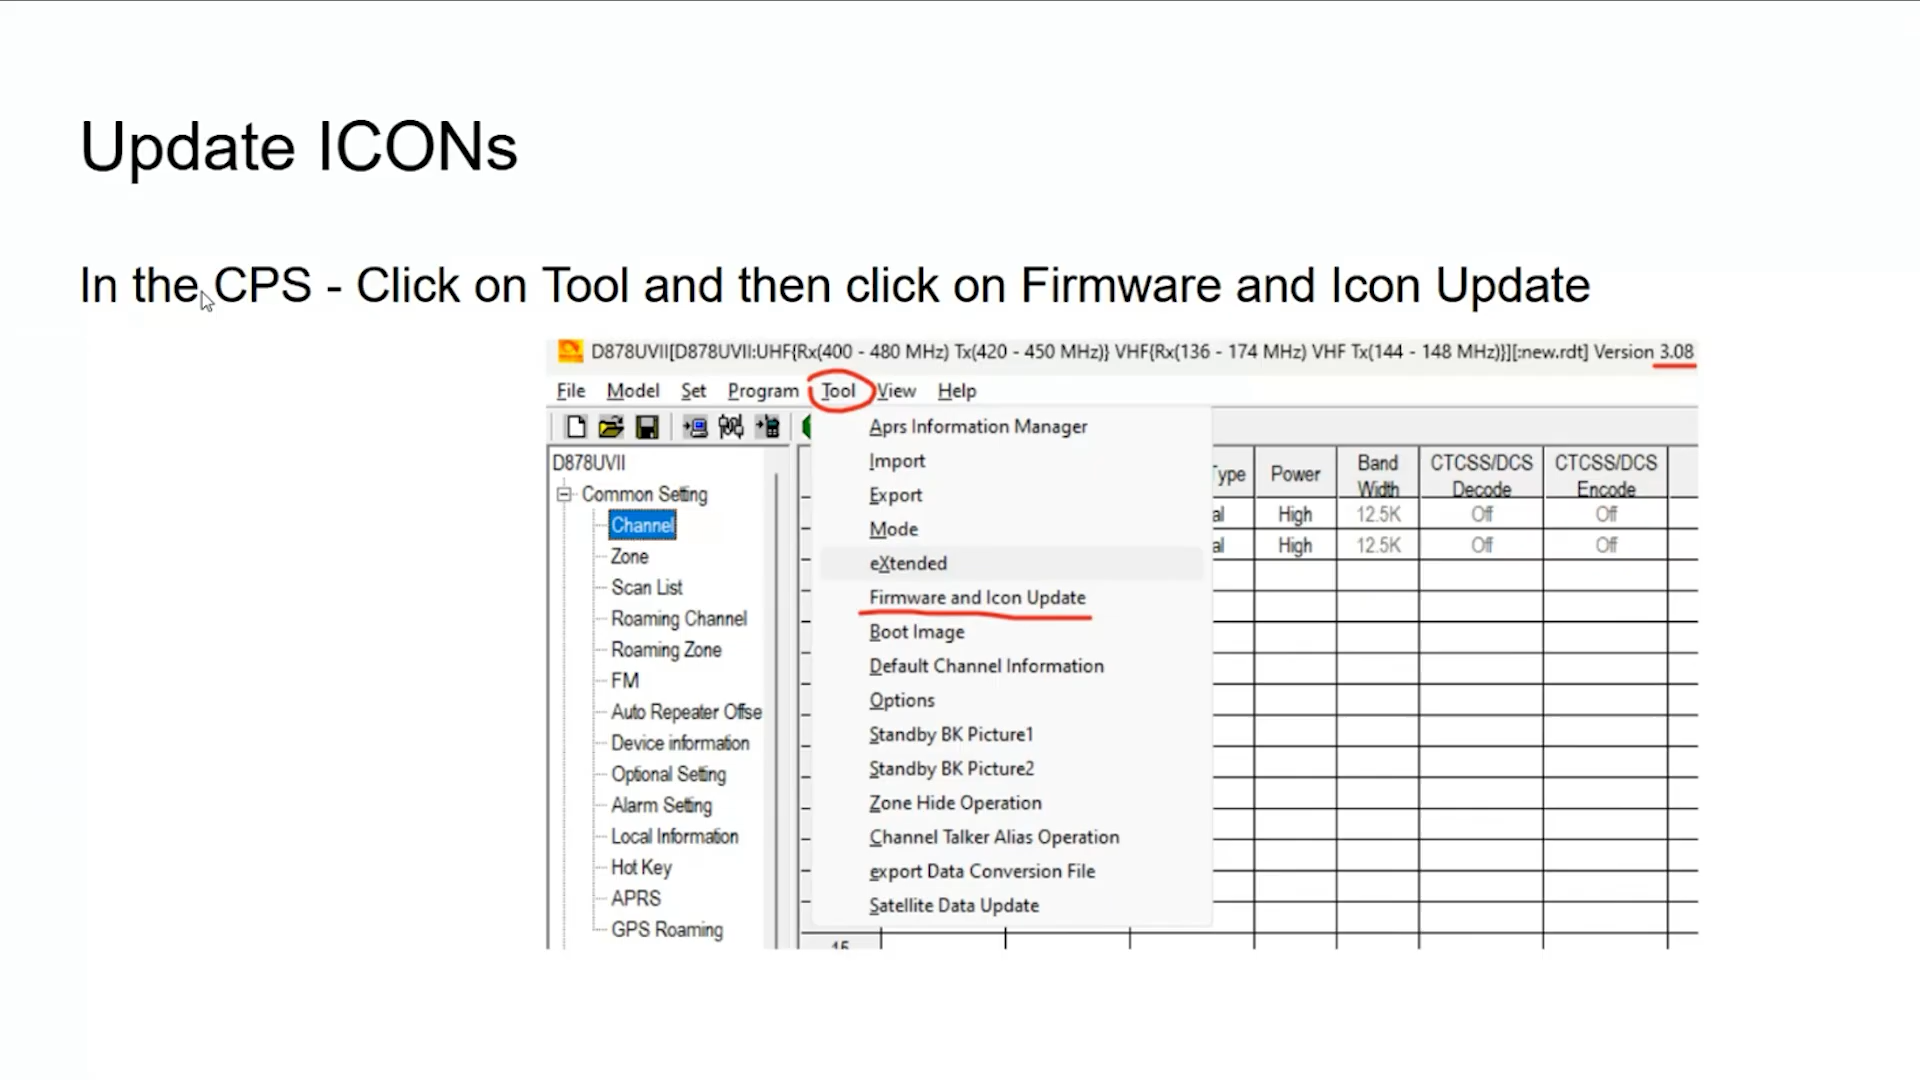 Update ICONs
In the CPS - Click on Tool and then click on Firmware and Icon Update
D878UVII[D878UVII:UHF{Rx(400 - 480 MHz) Tx(420 - 450 MHz)} VHF{Rx(136 - 174 MHz) VHF Tx(144 - 148 MHz)}][:new.rdt] Version 3.08
File Model Set Program Tool View Help
D878UVII
Common Setting
Channel
Zone
Scan List
Roaming Channel
Roaming Zone
FM
Auto Repeater Offse
Device information
Optional Setting
Alarm Setting
Local Information
Hot Key
APRS
GPS Roaming
Aprs Information Manager
Import
Export
Mode
eXtended
Firmware and Icon Update
Boot Image
Default Channel Information
Options
Standby BK Picture1
Standby BK Picture2
Zone Hide Operation
Channel Talker Alias Operation
export Data Conversion File
Satellite Data Update
ype Power Band Width CTCSS/DCS Decode CTCSS/DCS Encode
al High 12.5K Off Off
al High 12.5K Off Off